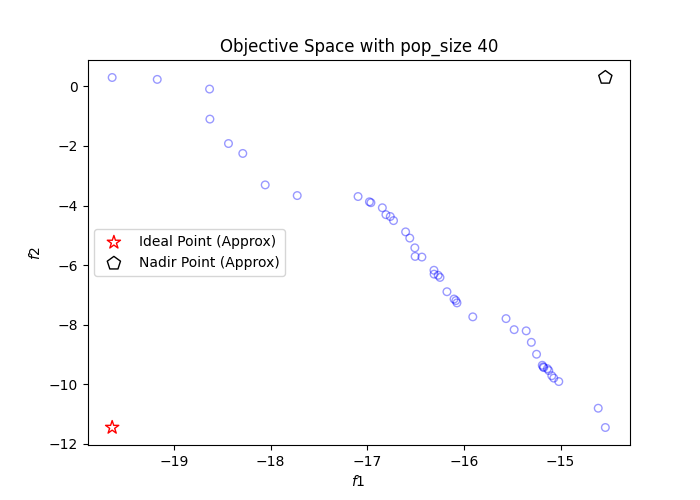 Objective Space with pop_size 40
0
−2
−4
−6
−8
−10
−12
f2
Ideal Point (Approx)
Nadir Point (Approx)
−19
−18
−17
−16
−15
f1